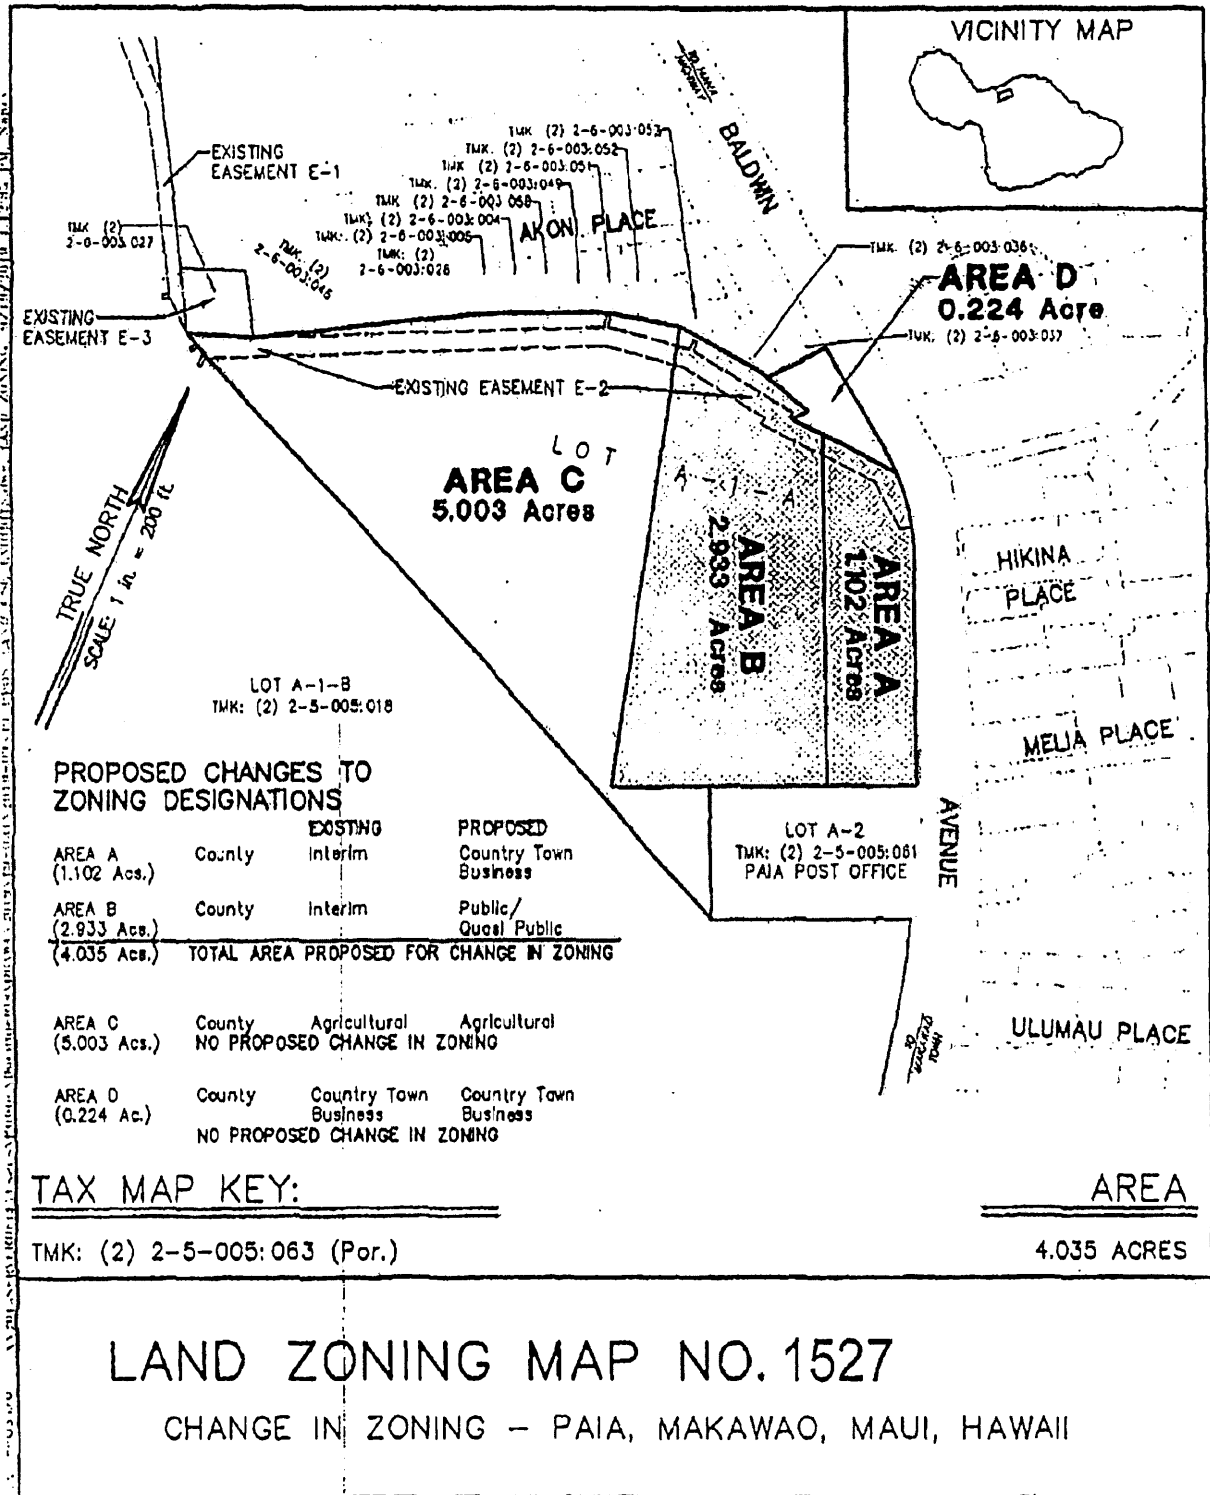 VICINITY MAP
TO HANA
HIGHWAY
BALDWIN
EXISTING
EASEMENT E-1
TMK (2) 2-6-003:053
TMK. (2) 2-6-003:052
TMK (2) 2-6-003:051
TMK. (2) 2-6-003:049
TMK (2) 2-6-003 058
TMK: (2) 2-6-003:004
TMK: (2) 2-6-003:005
TMK: (2)
2-6-003:026
AKON PLACE
TMK (2)
2-6-003:027
TMK. (2)
2-6-003:045
TMK. (2) 2-6-003:036
AREA D
0.224 Acre
TMK. (2) 2-6-003:037
EXISTING
EASEMENT E-3
EXISTING EASEMENT E-2
LOT
A-1-A
AREA C
5.003 Acres
AREA B
2.933 Acres
AREA A
1.102 Acres
TRUE NORTH
SCALE: 1 in. = 200 ft.
HIKINA
PLACE
LOT A-1-B
TMK: (2) 2-5-005:018
MELIA PLACE
AVENUE
LOT A-2
TMK: (2) 2-5-005:061
PAIA POST OFFICE
ULUMAU PLACE
TO
TOWN
PROPOSED CHANGES TO
ZONING DESIGNATIONS
EXISTING PROPOSED
AREA A County Interim Country Town
(1.102 Acs.) Business
AREA B County Interim Public/
(2.933 Acs.) Quasi Public
(4.035 Acs.) TOTAL AREA PROPOSED FOR CHANGE IN ZONING
AREA C County Agricultural Agricultural
(5.003 Acs.) NO PROPOSED CHANGE IN ZONING
AREA D County Country Town Country Town
(0.224 Ac.) Business Business
NO PROPOSED CHANGE IN ZONING
TAX MAP KEY: AREA
TMK: (2) 2-5-005:063 (Por.) 4.035 ACRES
LAND ZONING MAP NO. 1527
CHANGE IN ZONING - PAIA, MAKAWAO, MAUI, HAWAII